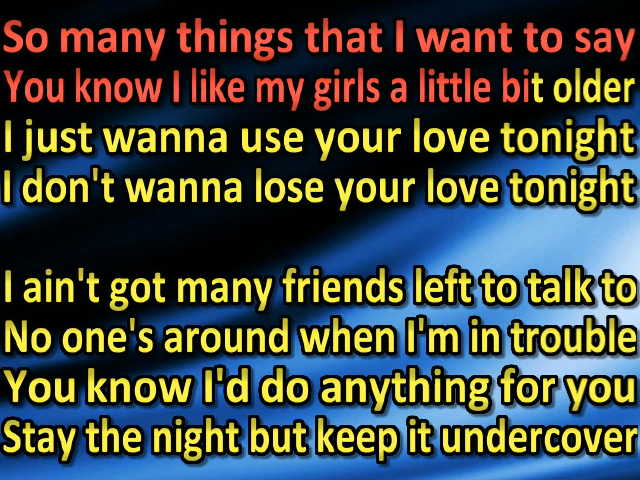 So many things that I want to say
You know I like my girls a little bit older
I just wanna use your love tonight
I don't wanna lose your love tonight
I ain't got many friends left to talk to
No one's around when I'm in trouble
You know I'd do anything for you
Stay the night but keep it undercover